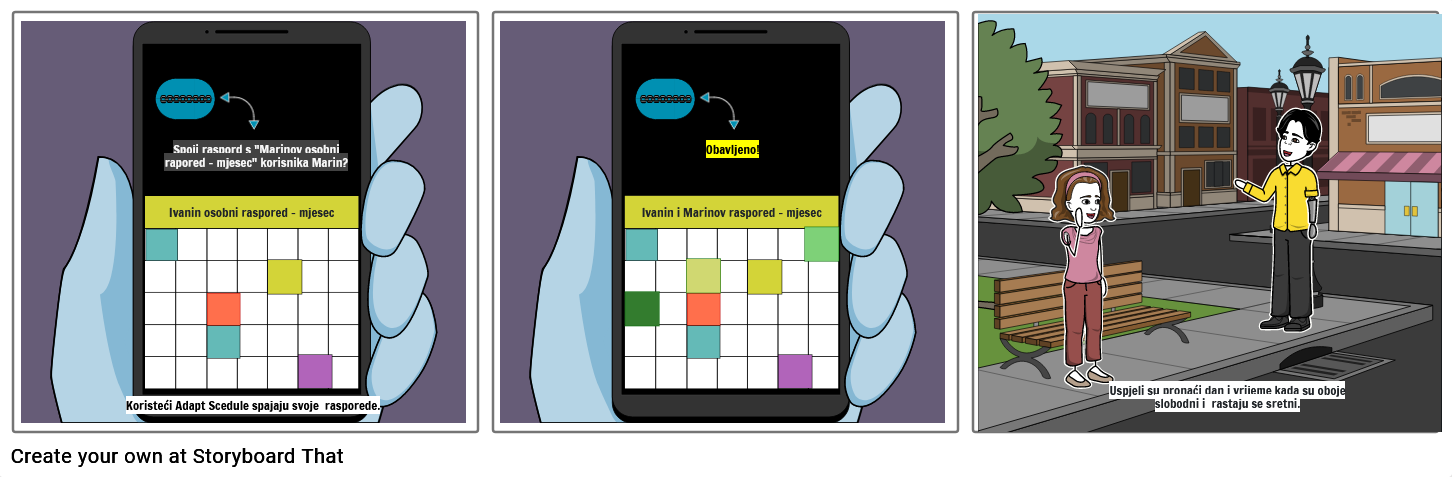 Spoji raspord s "Marinov osobni
rapored - mjesec" korisnika Marin?
Ivanin osobni raspored - mjesec
Koristeći Adapt Scedule spajaju svoje rasporede.
Obavljeno!
Ivanin i Marinov raspored - mjesec
Uspjeli su pronaći dan i vrijeme kada su oboje
slobodni i rastaju se sretni.
Create your own at Storyboard That